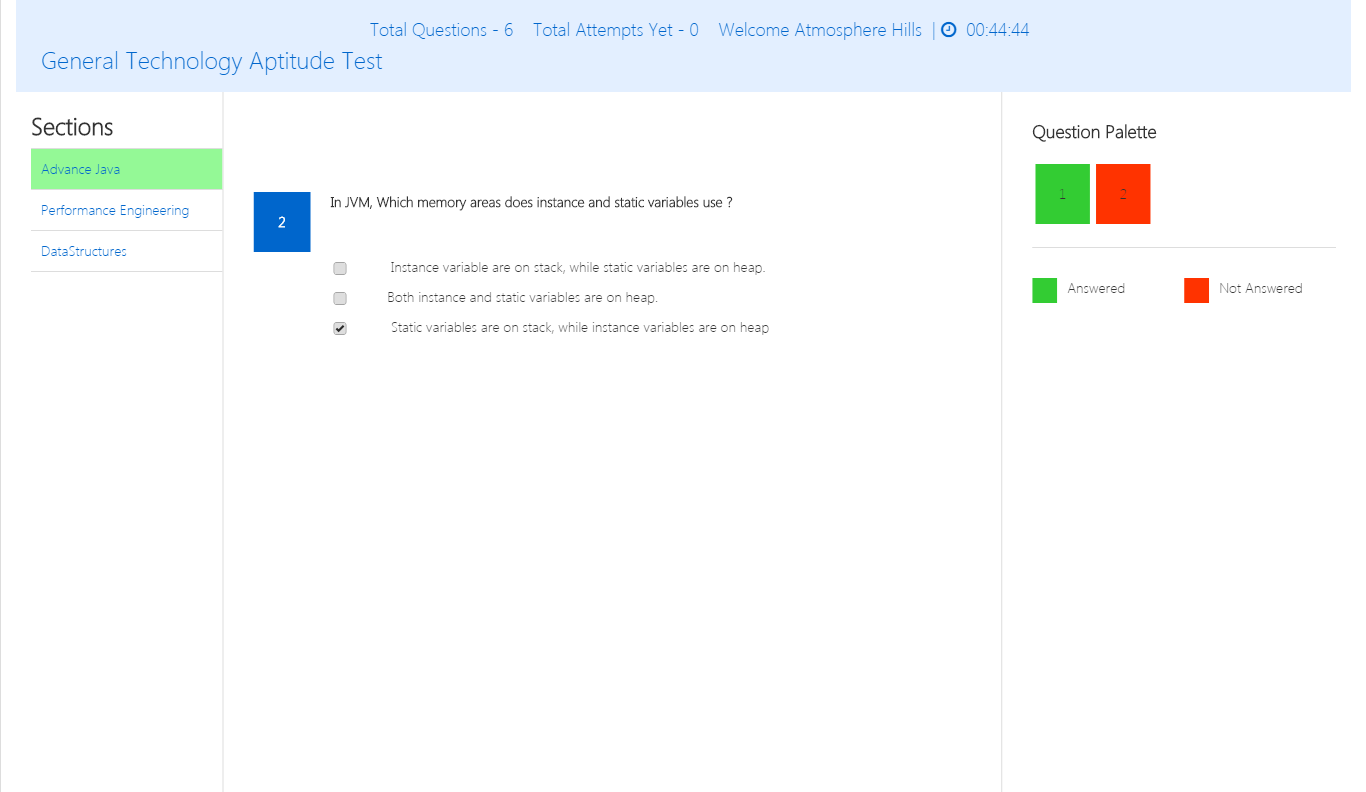 Total Questions - 6 Total Attempts Yet - 0 Welcome Atmosphere Hills | 00:44:44
General Technology Aptitude Test
Sections
Advance Java
Performance Engineering
DataStructures
2
In JVM, Which memory areas does instance and static variables use ?
Instance variable are on stack, while static variables are on heap.
Both instance and static variables are on heap.
Static variables are on stack, while instance variables are on heap
Question Palette
1 2
Answered Not Answered